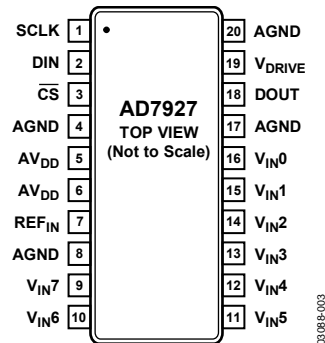 SCLK 1 20 AGND
DIN 2 19 VDRIVE
CS 3 18 DOUT
AGND 4 17 AGND
AVDD 5 16 VIN0
AVDD 6 15 VIN1
REFIN 7 14 VIN2
AGND 8 13 VIN3
VIN7 9 12 VIN4
VIN6 10 11 VIN5
AD7927
TOP VIEW
(Not to Scale)
03088-003